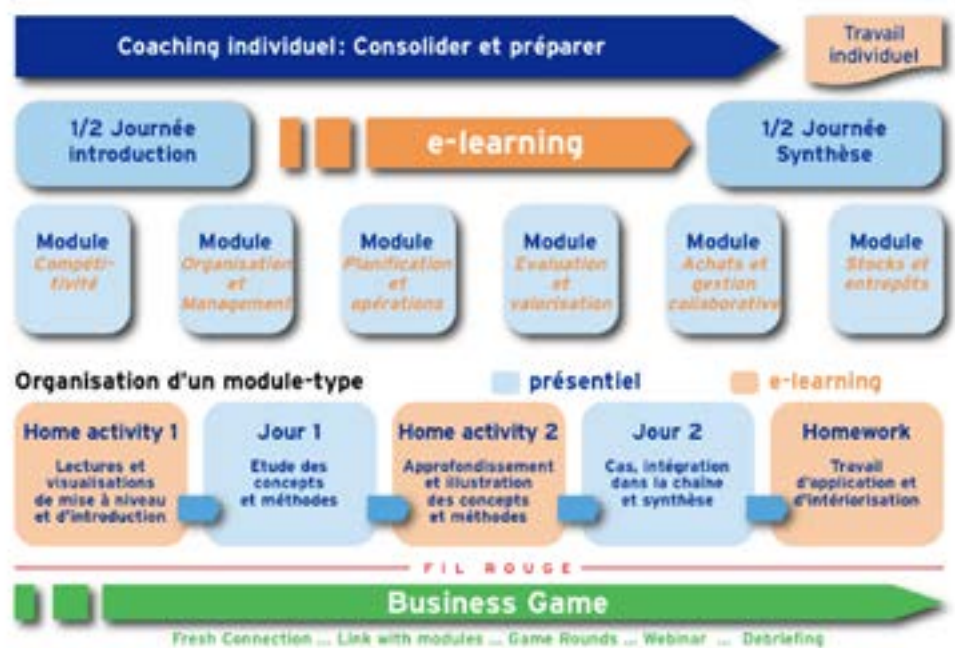 Coaching individuel: Consolider et préparer
Travail
individuel
1/2 Journée
introduction
e-learning
1/2 Journée
Synthèse
Module
Compéti-
tivité
Module
Organisation
et
Management
Module
Planification
et
opérations
Module
Evaluation
et
valorisation
Module
Achats et
gestion
collaborative
Module
Stocks et
entrepôts
Organisation d'un module-type
présentiel
e-learning
Home activity 1
Lectures et
visualisations
de mise à niveau
et d'introduction
Jour 1
Etude des
concepts
et méthodes
Home activity 2
Approfondissement
et illustration
des concepts
et méthodes
Jour 2
Cas, intégration
dans la chaîne
et synthèse
Homework
Travail
d'application et
d'intériorisation
FIL ROUGE
Business Game
Fresh Connection ... Link with modules ... Game Rounds ... Webinar ... Debriefing